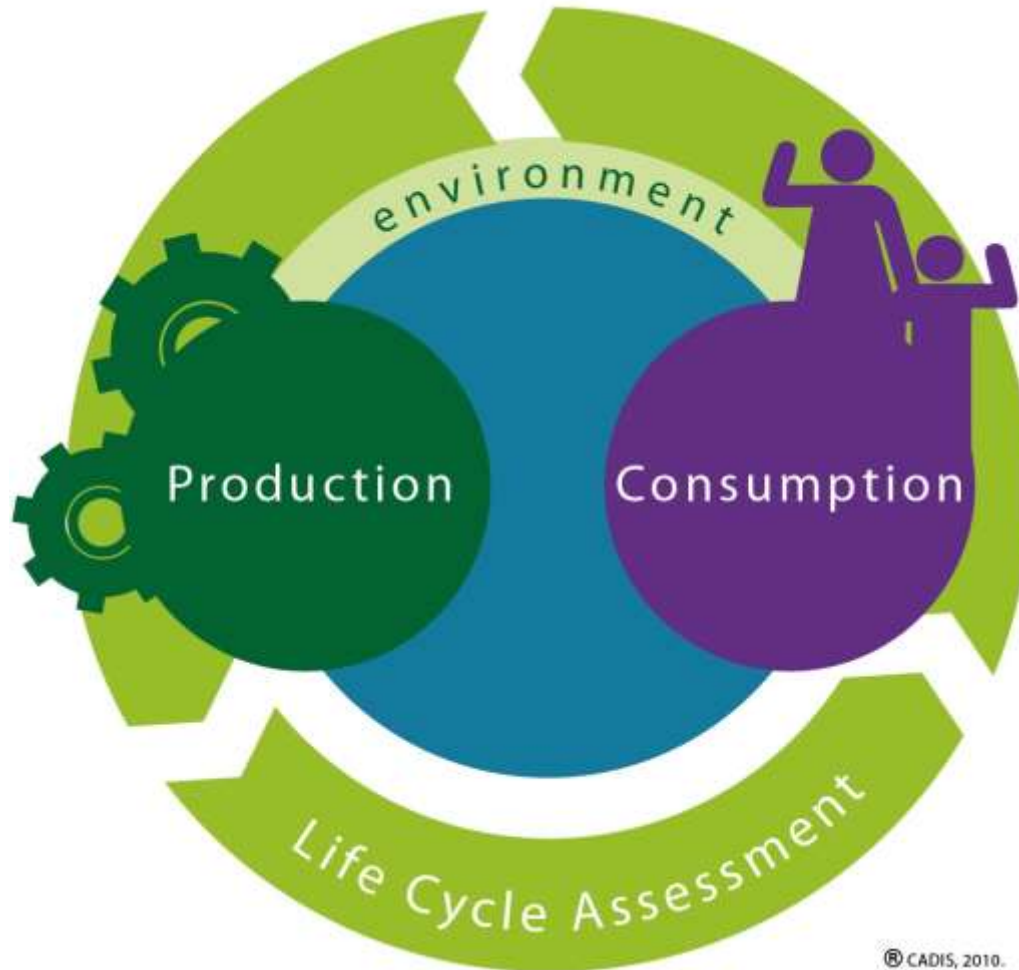 environment
Production
Consumption
Life Cycle Assessment
® CADIS, 2010.